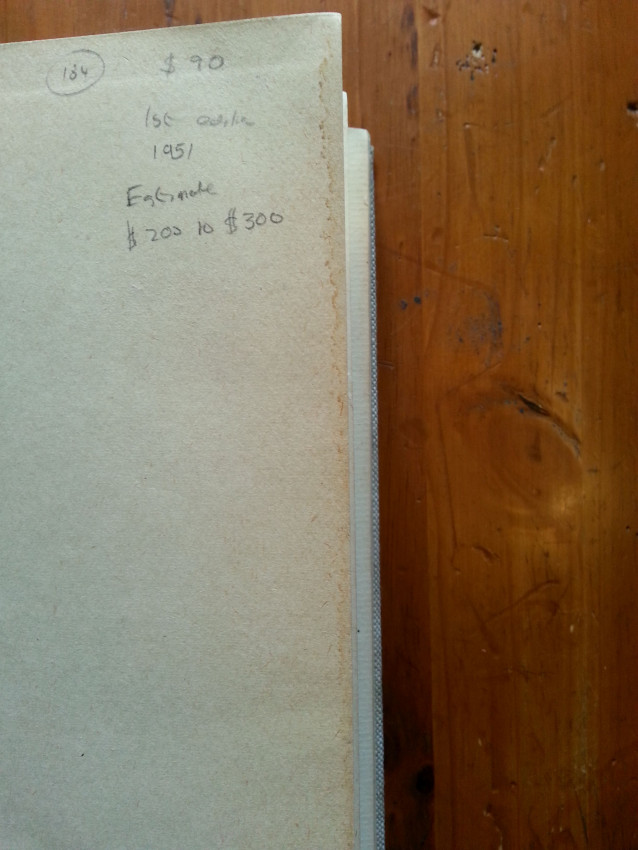 184 $90
1st edition
1951
Estimate
$200 to $300